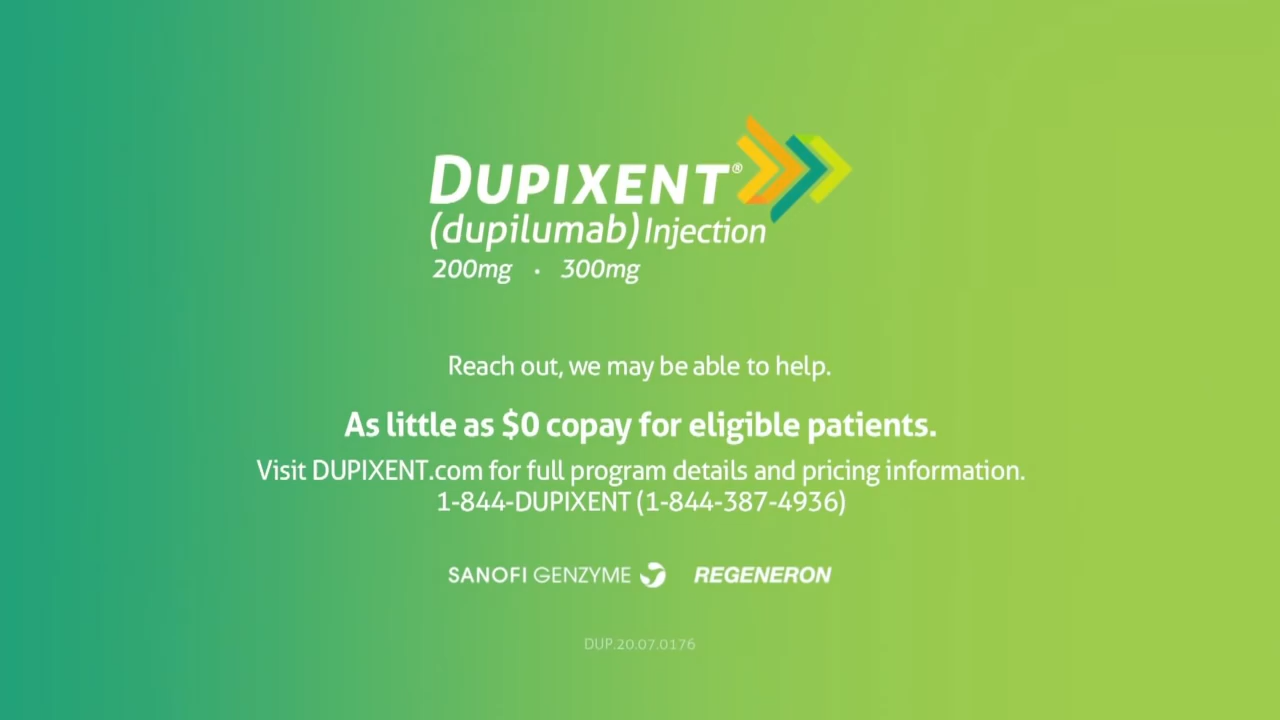 DUPIXENT®
(dupilumab) Injection
200mg · 300mg
Reach out, we may be able to help.
As little as $0 copay for eligible patients.
Visit DUPIXENT.com for full program details and pricing information.
1-844-DUPIXENT (1-844-387-4936)
SANOFI GENZYME REGENERON
DUP.20.07.0176